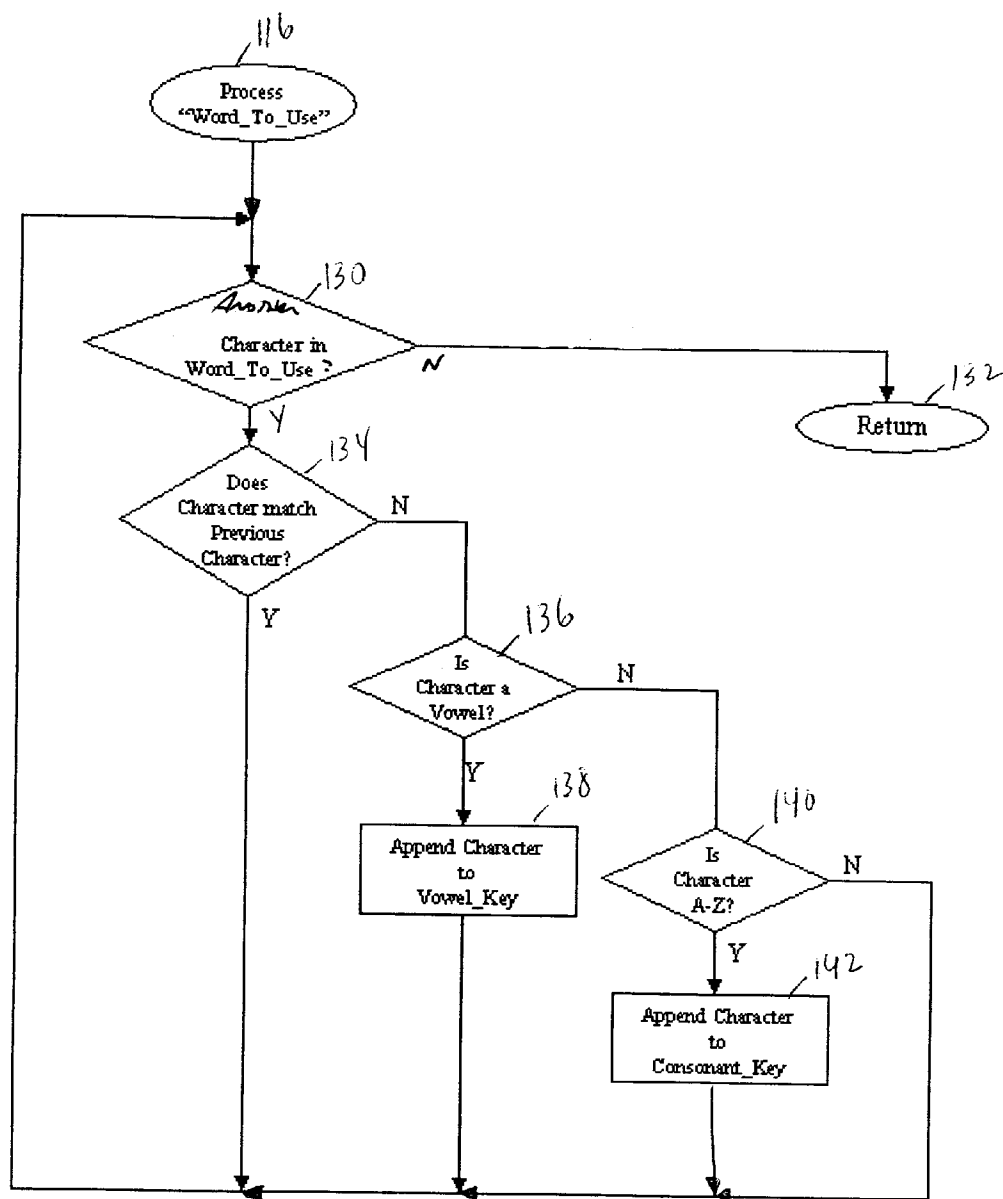 116
Process
“Word_To_Use”
130
Another
Character in
Word_To_Use ?
N
Y
132
Return
134
Does
Character match
Previous
Character?
N
Y
136
Is
Character a
Vowel?
N
Y
138
Append Character
to
Vowel_Key
140
Is
Character
A-Z?
N
Y
142
Append Character
to
Consonant_Key